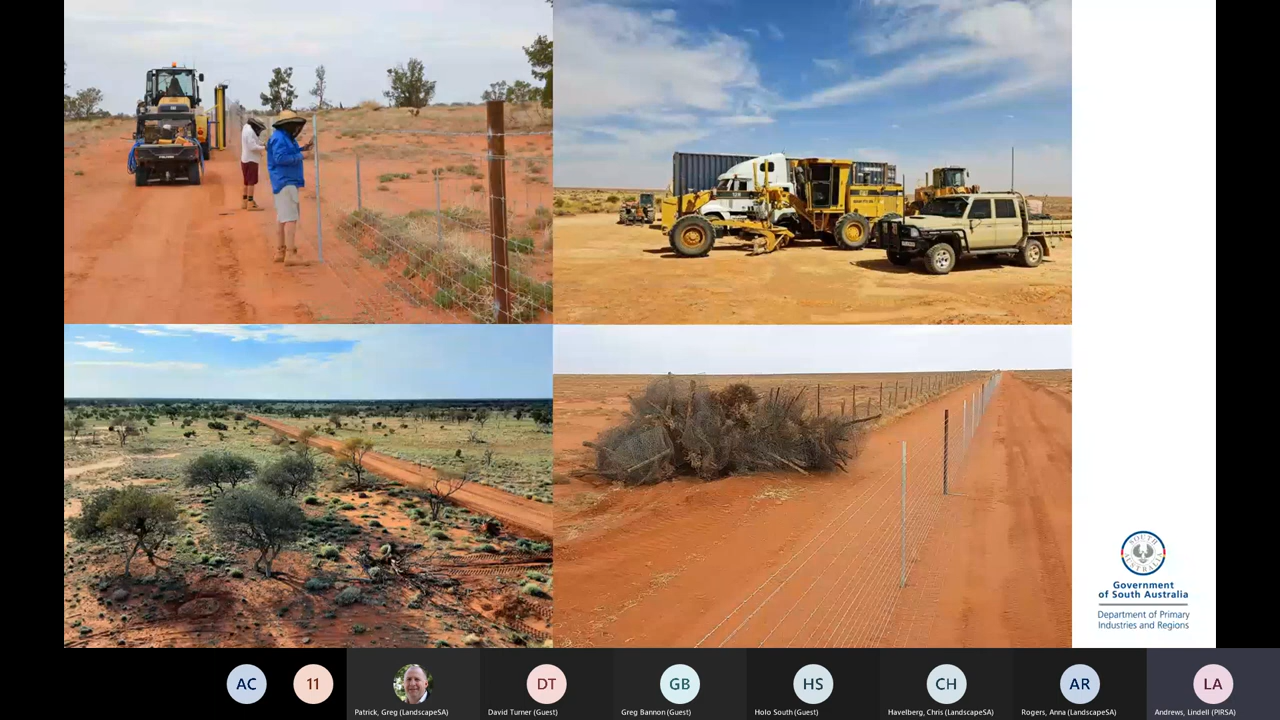 SOUTH
AUSTRALIA
Government
of South Australia
Department of Primary
Industries and Regions
AC
11
DT
GB
HS
CH
AR
LA
Patrick, Greg (LandscapeSA)
David Turner (Guest)
Greg Bannon (Guest)
Holo South (Guest)
Havelberg, Chris (LandscapeSA)
Rogers, Anna (LandscapeSA)
Andrews, Lindell (PIRSA)